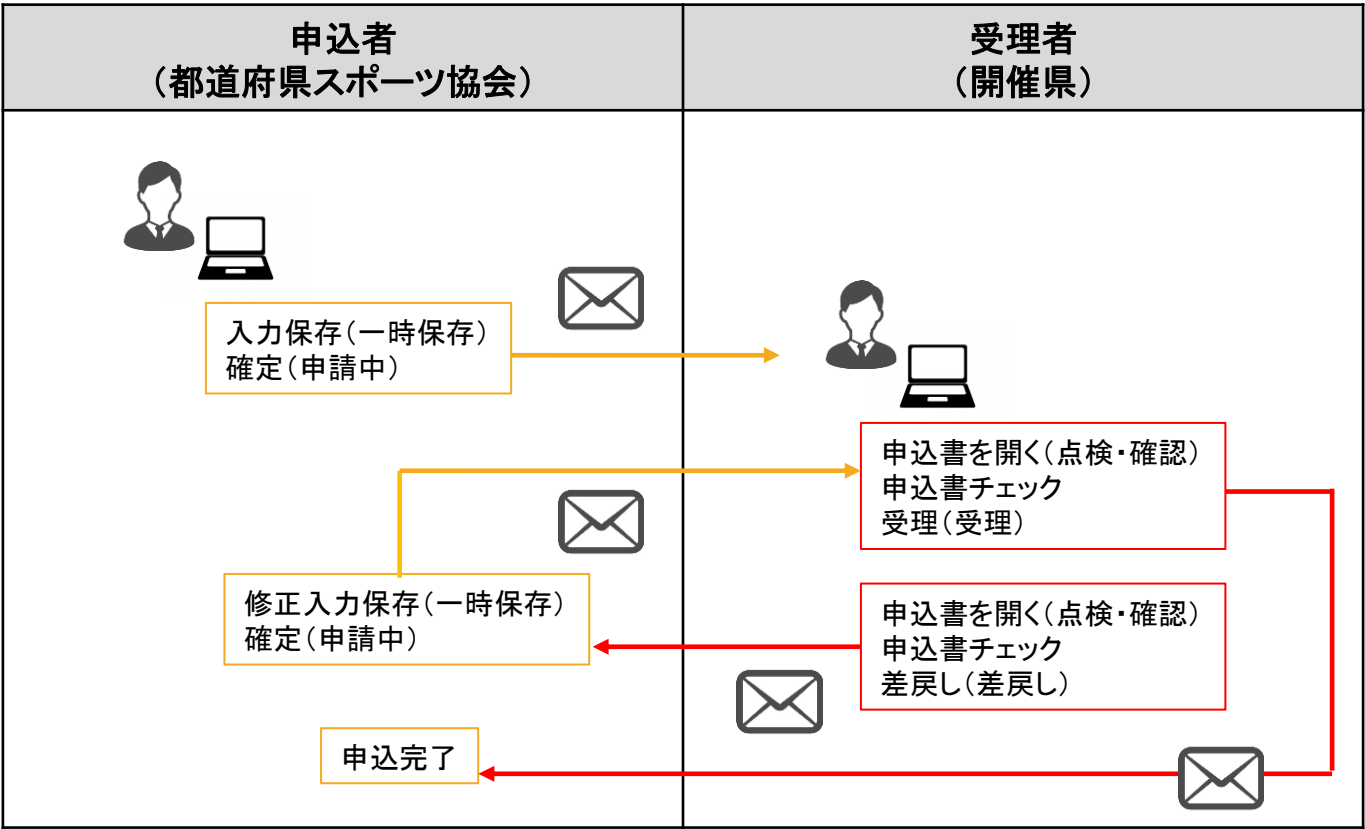 申込者
（都道府県スポーツ協会）
受理者
（開催県）
入力保存（一時保存）
確定（申請中）
申込書を開く（点検・確認）
申込書チェック
受理（受理）
修正入力保存（一時保存）
確定（申請中）
申込書を開く（点検・確認）
申込書チェック
差戻し（差戻し）
申込完了